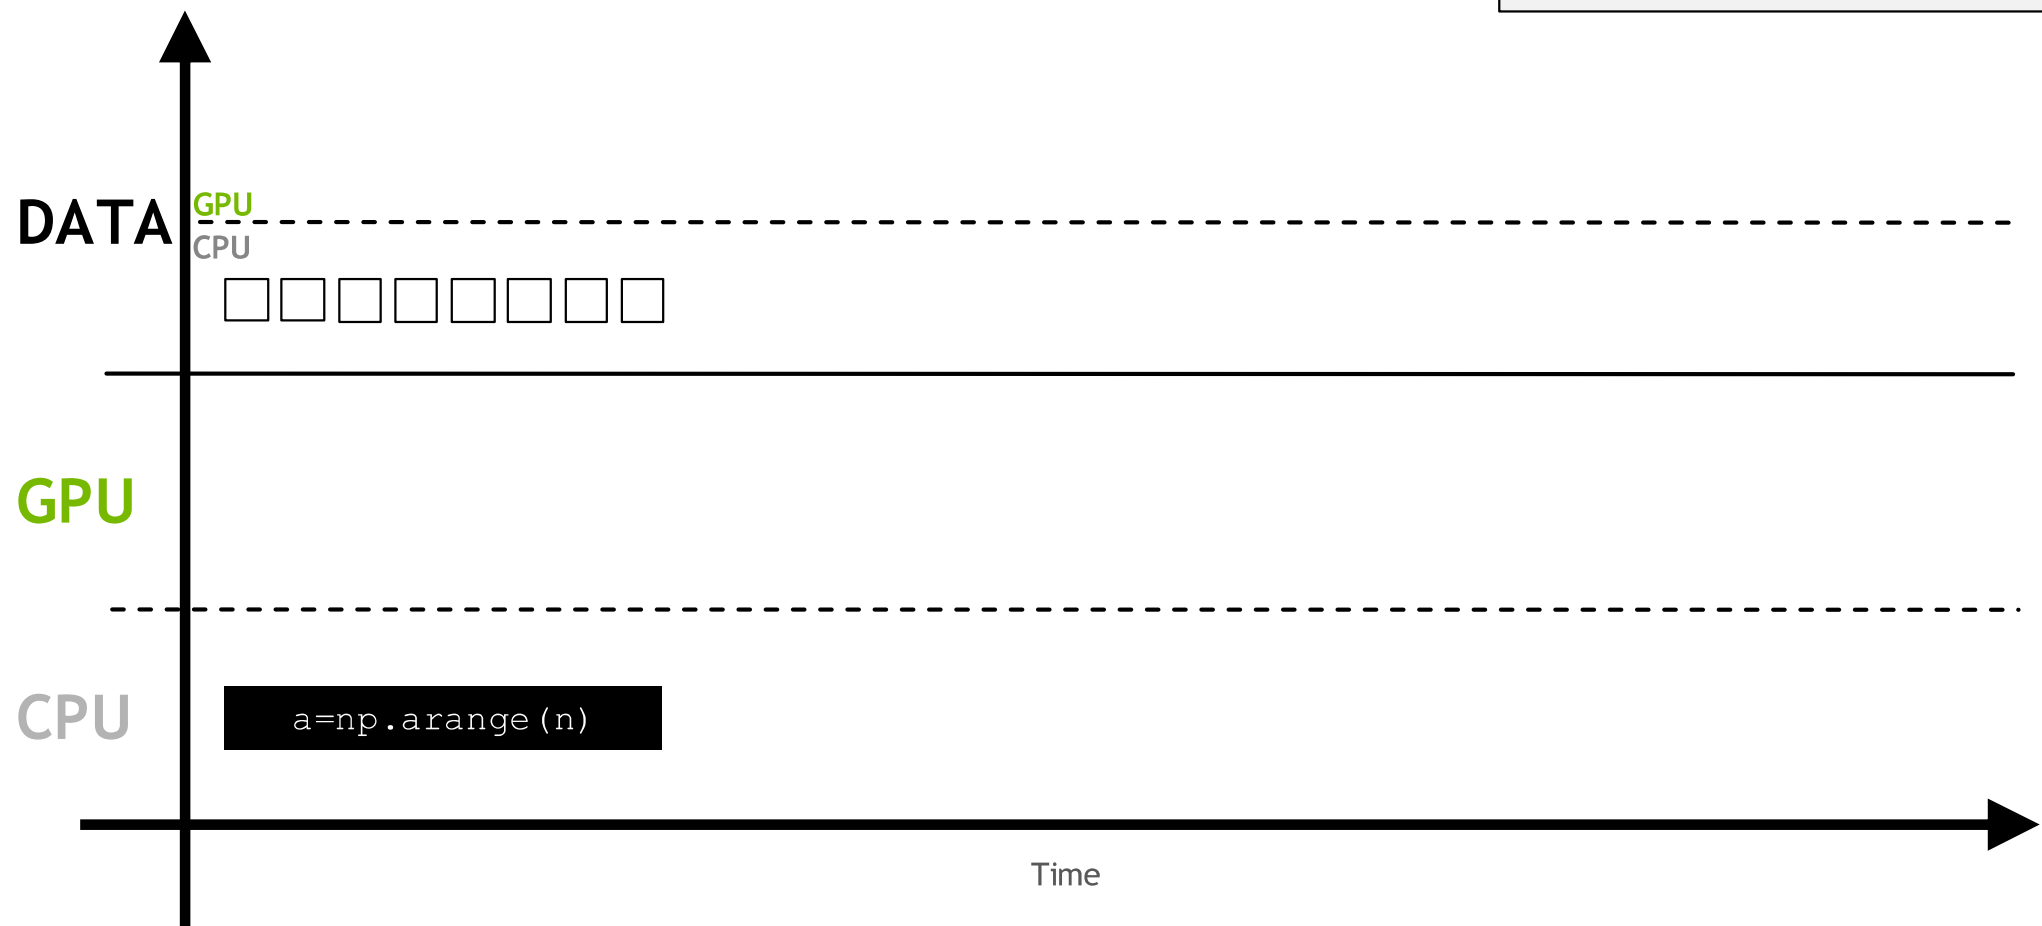 GPU
DATA
CPU
GPU
CPU
a=np.arange(n)
Time